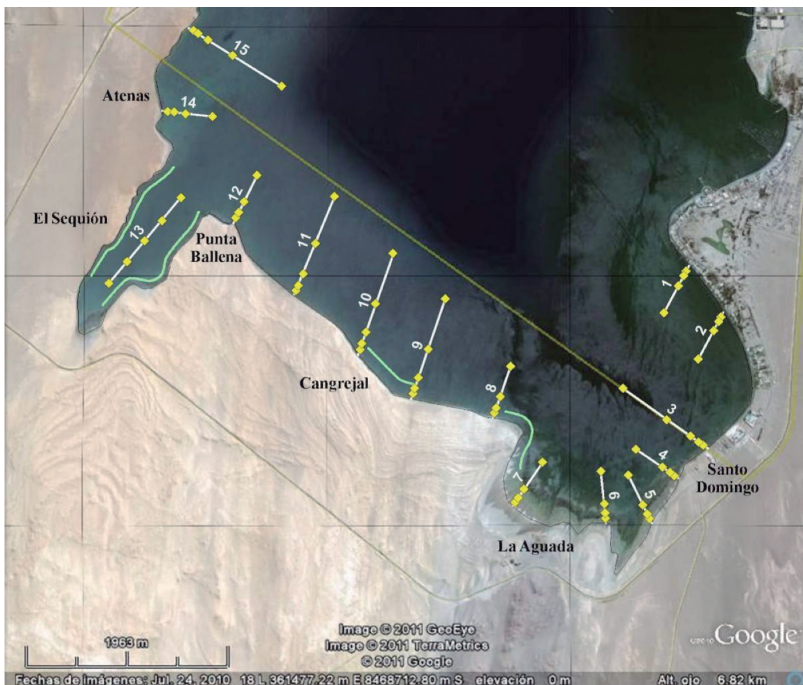 15
Atenas
14
12
El Sequión
13
Punta
Ballena
11
10
1
2
9
Cangrejal
8
3
4
Santo
Domingo
7
6
5
La Aguada
1963 m
Image © 2011 GeoEye
Image © 2011 TerraMetrics
© 2011 Google
Google
Fechas de imágenes: Jul. 24, 2010 18 L 361477.22 m E 8468712.80 m S elevación 0 m Alt. ojo 6.82 km